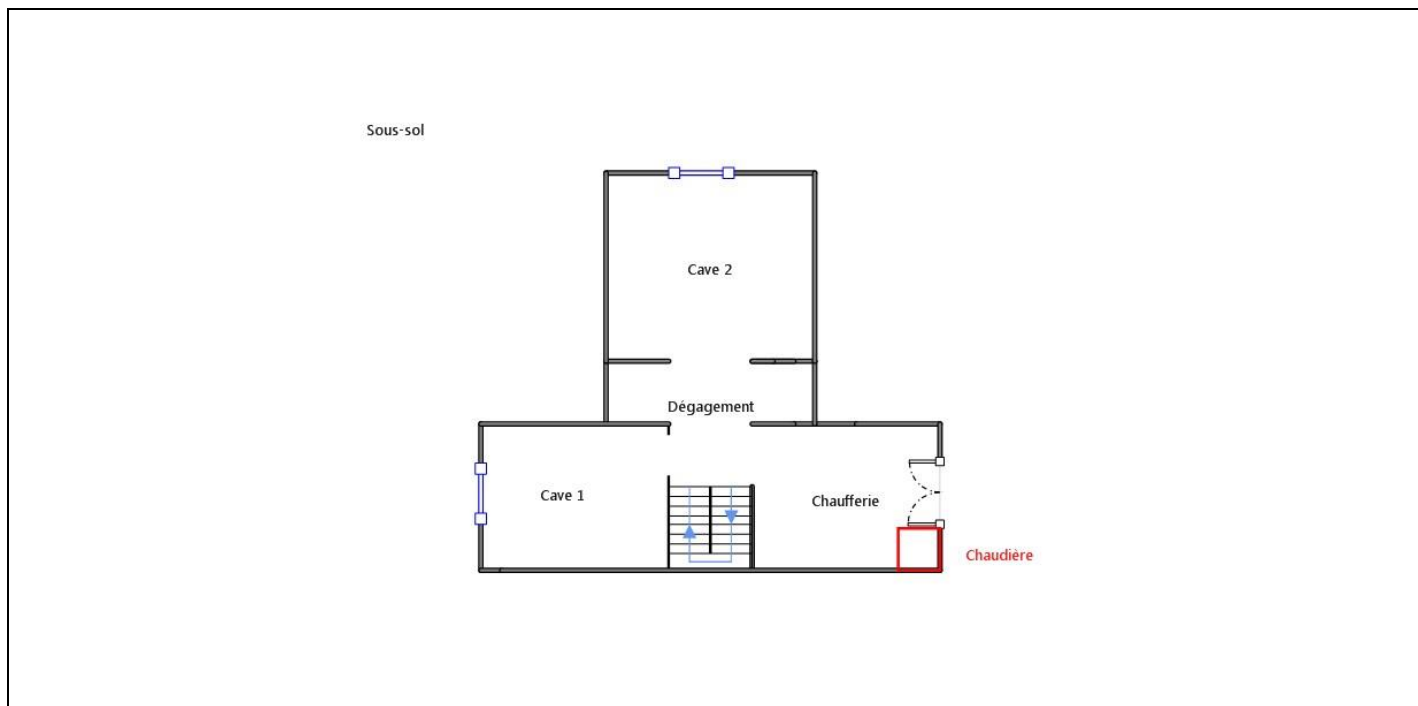 Sous-sol
Cave 2
Dégagement
Cave 1
Chaufferie
Chaudière